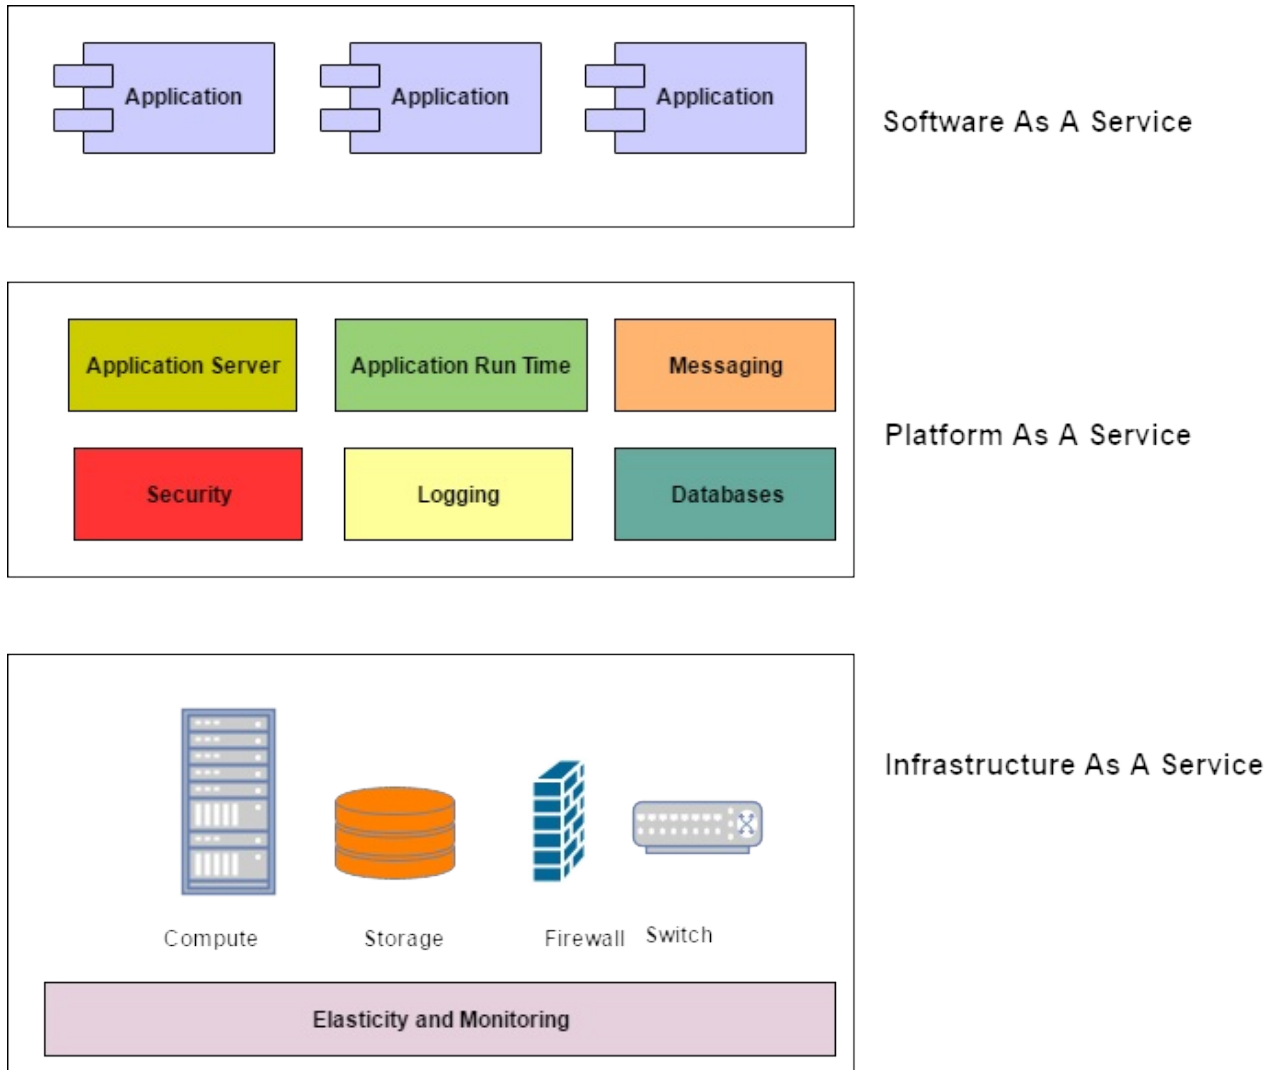 Application
Application
Application
Software As A Service
Application Server
Application Run Time
Messaging
Platform As A Service
Security
Logging
Databases
Infrastructure As A Service
Compute
Storage
Firewall
Switch
Elasticity and Monitoring